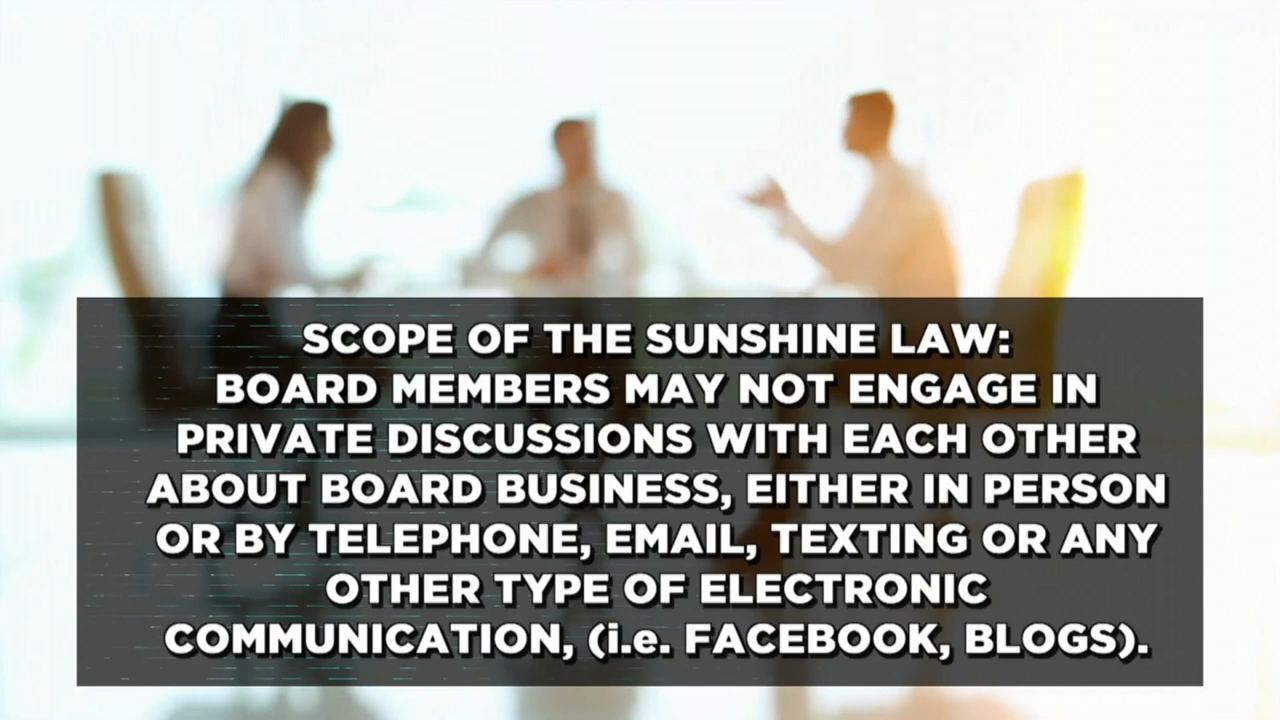 SCOPE OF THE SUNSHINE LAW:
BOARD MEMBERS MAY NOT ENGAGE IN
PRIVATE DISCUSSIONS WITH EACH OTHER
ABOUT BOARD BUSINESS, EITHER IN PERSON
OR BY TELEPHONE, EMAIL, TEXTING OR ANY
OTHER TYPE OF ELECTRONIC
COMMUNICATION, (i.e. FACEBOOK, BLOGS).